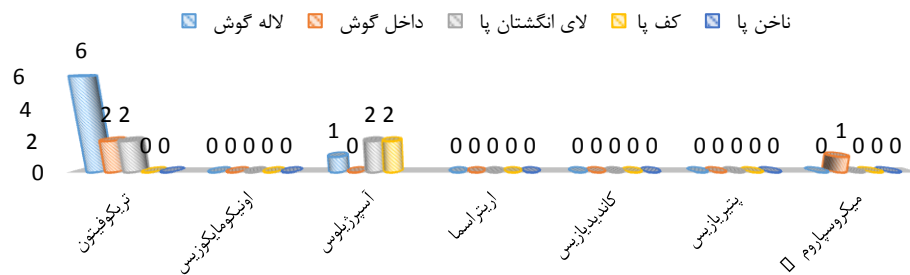 لاله گوش داخل گوش لای انگشتان پا کف پا ناخن پا
6
4
2
0
6 2 2 0 0
0 0 0 0 0
1 0 2 2
0 0 0 0 0
0 0 0 0 0
0 0 0 0 0
0 1 0 0 0
تریکوفیتون
اونیکومایکوزیس
آسپرژیلوس
اریتراسما
کاندیدیازیس
پتیریازیس
میکروسپاروم